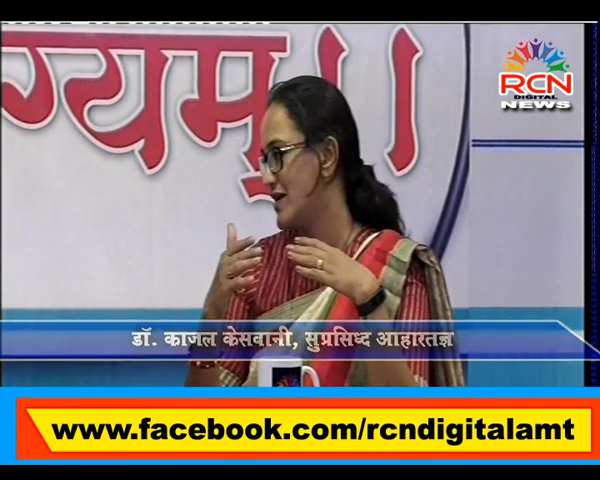 ग्यम्।।
RCN
DIGITAL
NEWS
डॉ. काजल केसवानी, सुप्रसिध्द आहारतज्ञ
www.facebook.com/rcndigitalamt